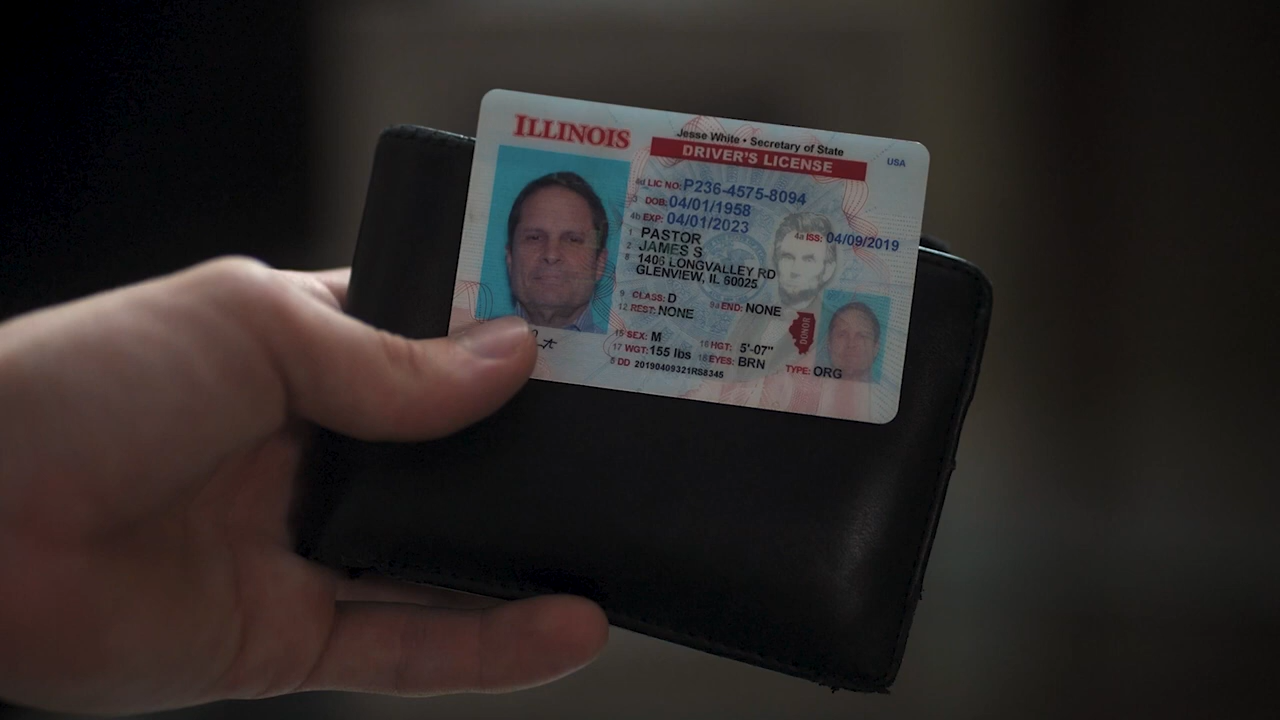 ILLINOIS
Jesse White • Secretary of State
DRIVER'S LICENSE
USA
4d LIC NO: P236-4575-8094
3 DOB: 04/01/1958
4b EXP: 04/01/2023
4a ISS: 04/09/2019
1 PASTOR
2 JAMES S
8 1406 LONGVALLEY RD
GLENVIEW, IL 60025
9 CLASS: D 9a END: NONE
12 REST: NONE
DONOR
15 SEX: M 16 HGT: 5'-07"
17 WGT: 155 lbs 18 EYES: BRN
5 DD 20190409321RS8345
TYPE: ORG